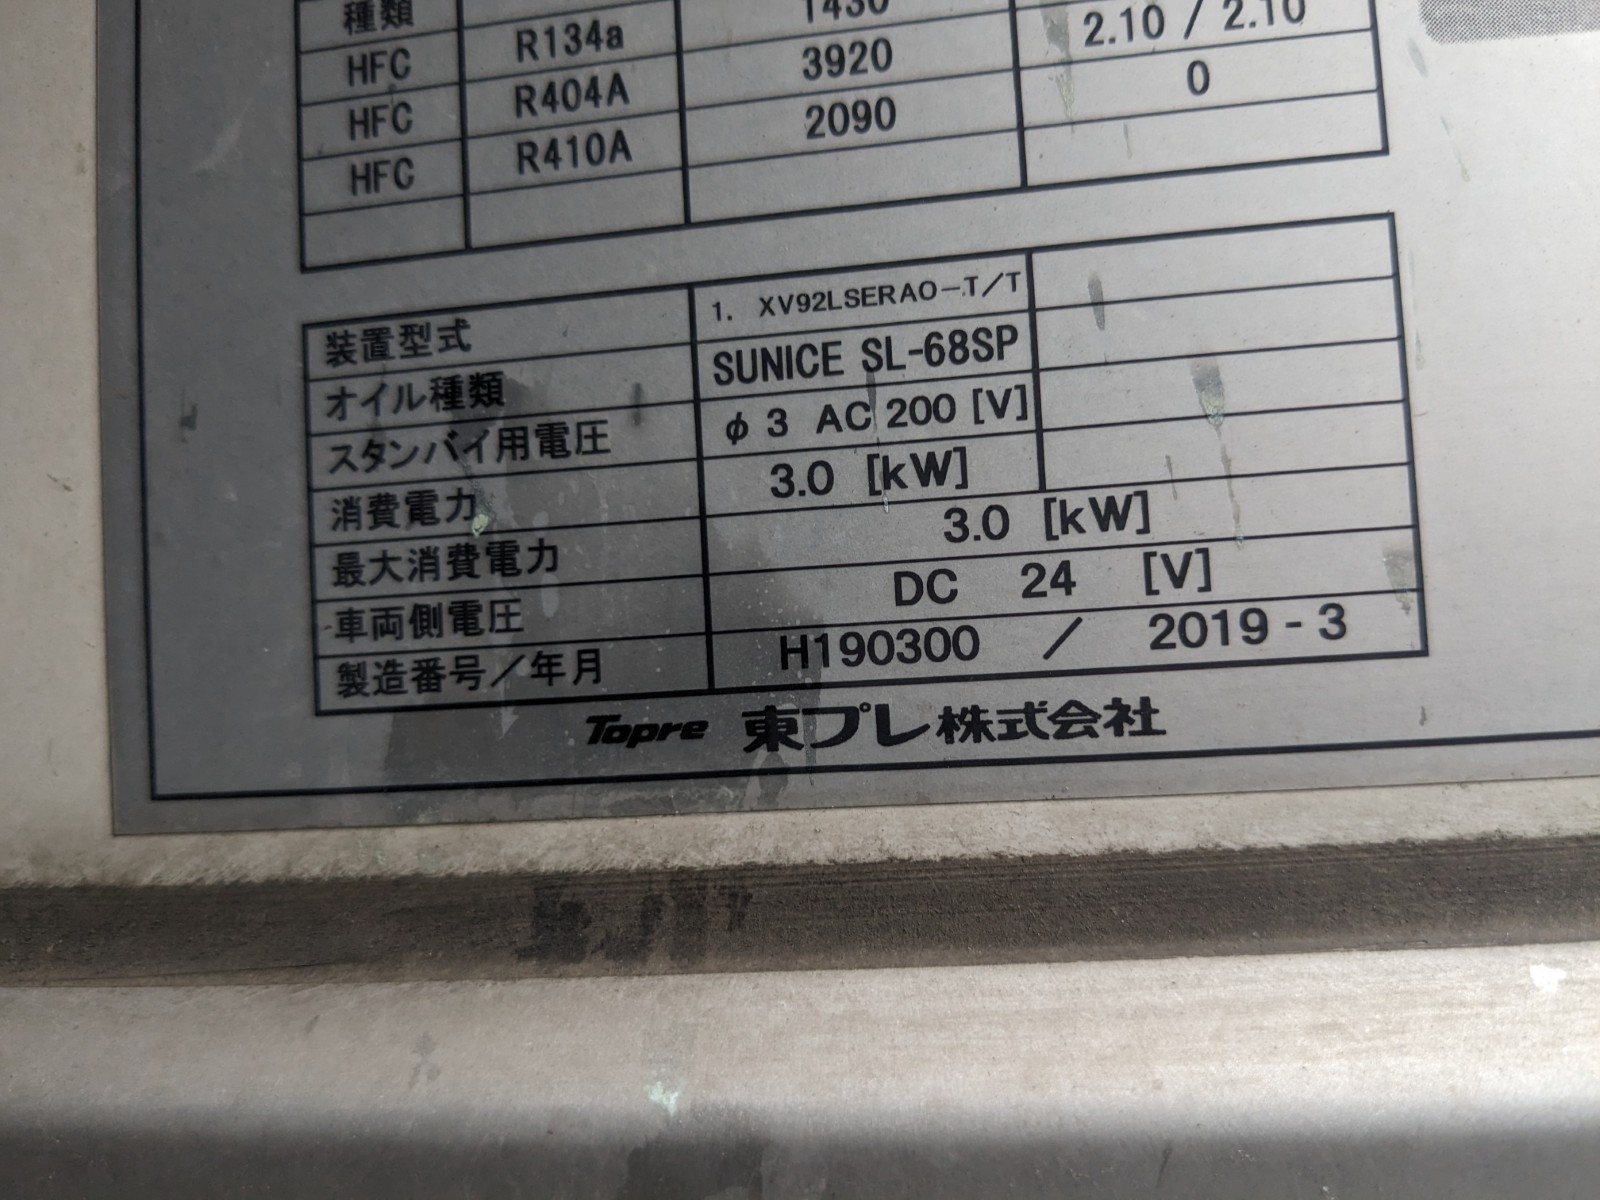 種類 1430 2.10 / 2.10
HFC R134a 3920 0
HFC R404A 2090
HFC R410A
装置型式 1. XV92LSERAO-T/T
オイル種類 SUNICE SL-68SP
スタンバイ用電圧 φ 3 AC 200 [V]
消費電力 3.0 [kW]
最大消費電力 3.0 [kW]
車両側電圧 DC 24 [V]
製造番号/年月 H190300 / 2019-3
Topre 東プレ株式会社